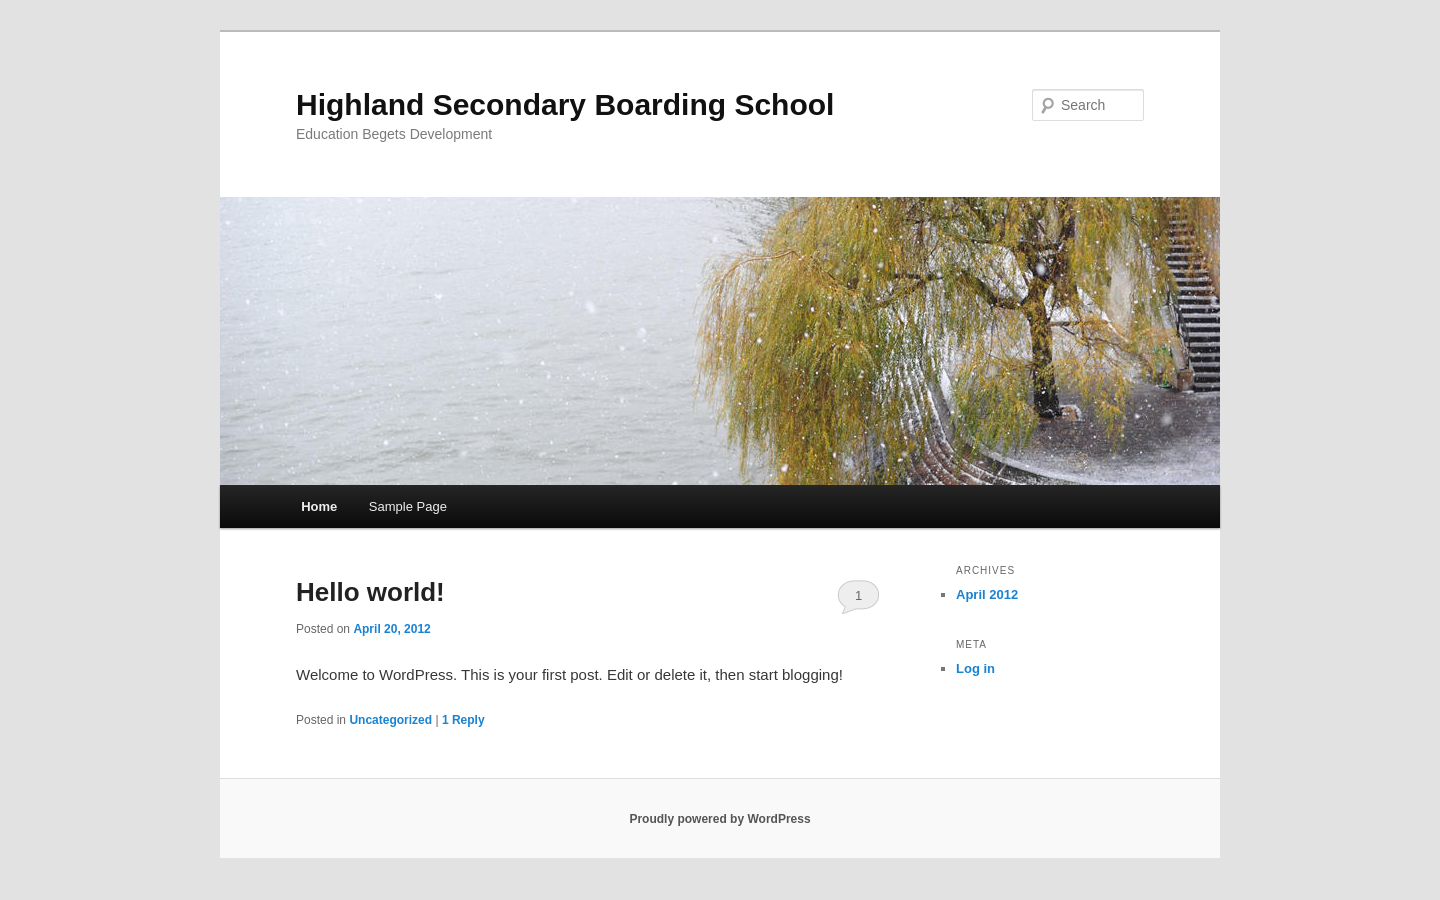 Highland Secondary Boarding School
Education Begets Development
Search
Home
Sample Page
Hello world!
1
Posted on April 20, 2012
Welcome to WordPress. This is your first post. Edit or delete it, then start blogging!
Posted in Uncategorized | 1 Reply
ARCHIVES
April 2012
META
Log in
Proudly powered by WordPress